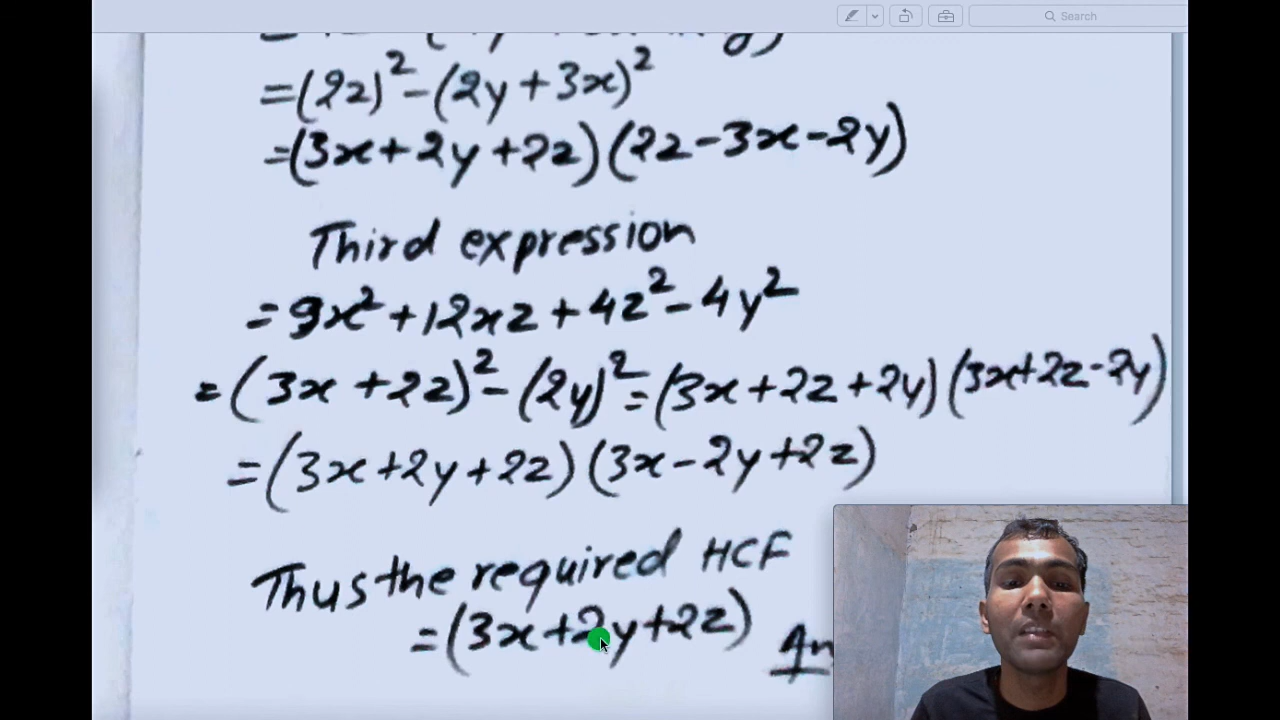 Search
=(2z)²-(2y+3x)²
=(3x+2y+2z)(2z-3x-2y)
Third expression
=9x²+12xz+4z²-4y²
=(3x+2z)²-(2y)²=(3x+2z+2y)(3x+2z-2y)
=(3x+2y+2z)(3x-2y+2z)
Thus the required HCF
=(3x+2y+2z)